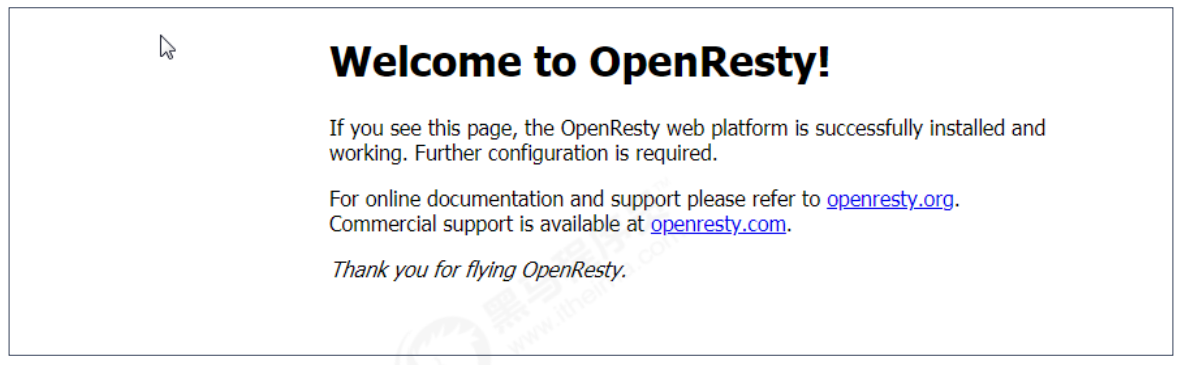 Welcome to OpenResty!
If you see this page, the OpenResty web platform is successfully installed and
working. Further configuration is required.
For online documentation and support please refer to openresty.org.
Commercial support is available at openresty.com.
Thank you for flying OpenResty.
黑马程序员
www.itheima.com